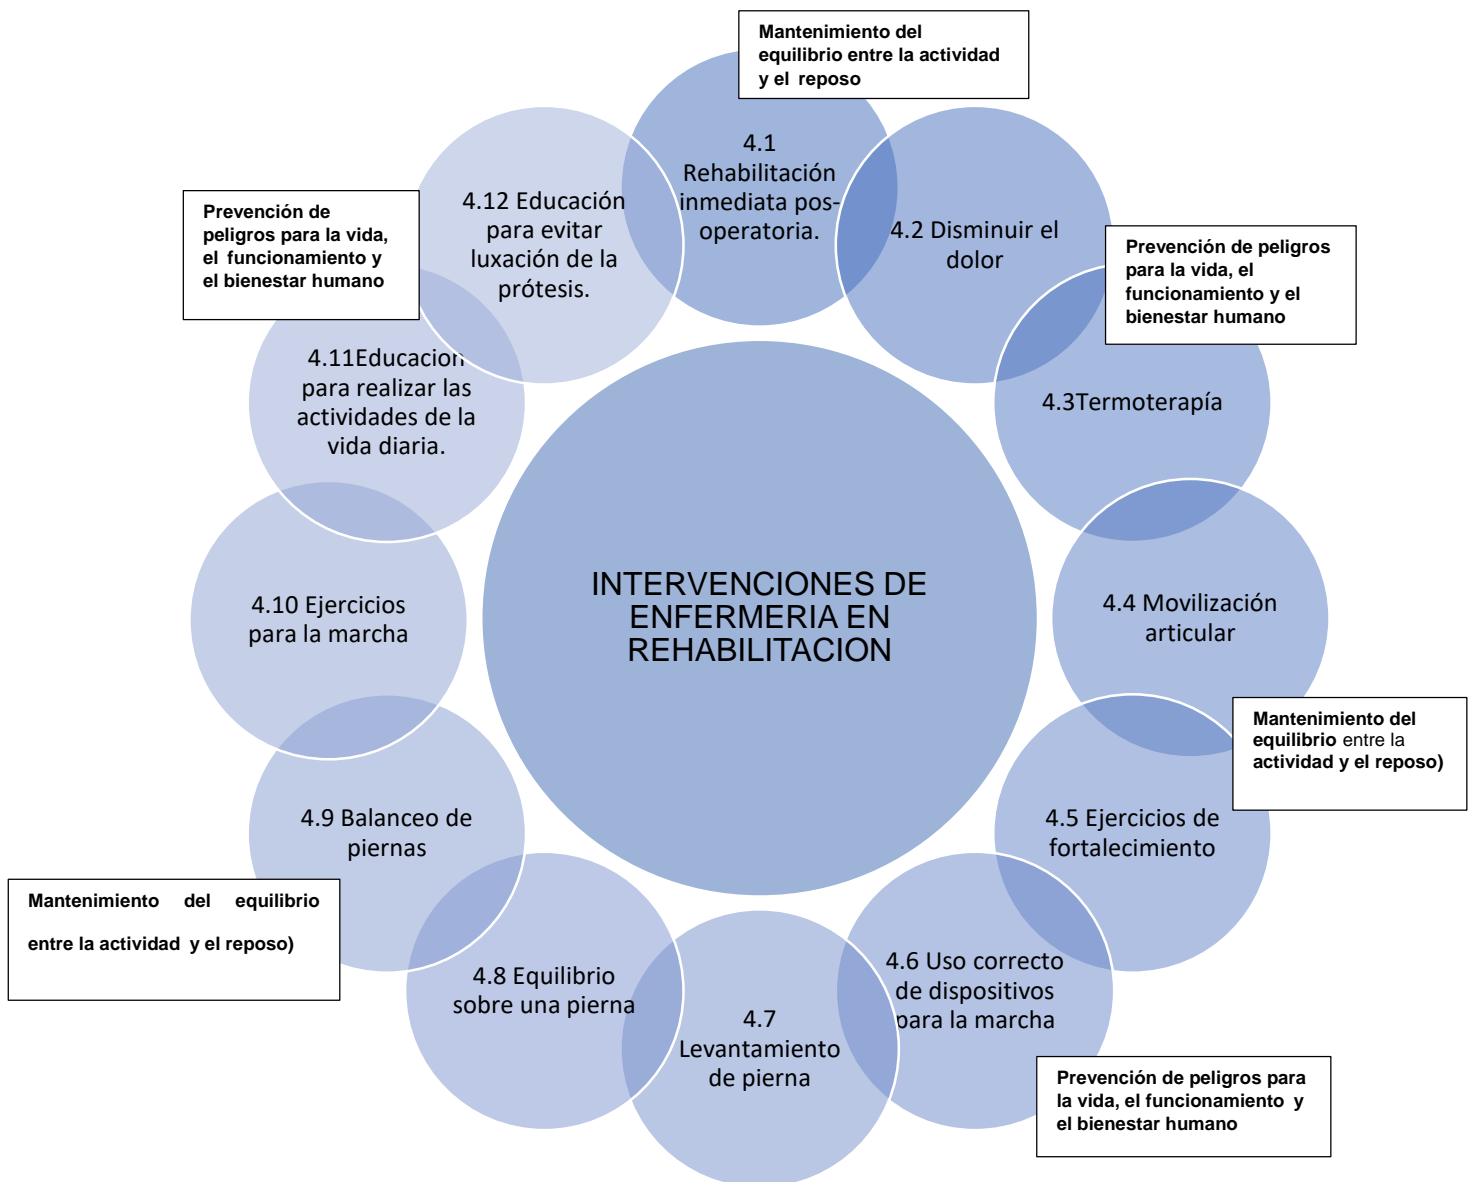 Mantenimiento del
equilibrio entre la actividad
y el reposo
4.1
Rehabilitación
inmediata pos-
operatoria.
4.2 Disminuir el
dolor
Prevención de peligros
para la vida, el
funcionamiento y el
bienestar humano
4.3Termoterapía
4.4 Movilización
articular
Mantenimiento del
equilibrio entre la
actividad y el reposo)
4.5 Ejercicios de
fortalecimiento
4.6 Uso correcto
de dispositivos
para la marcha
Prevención de peligros para
la vida, el funcionamiento y
el bienestar humano
4.7
Levantamiento
de pierna
4.8 Equilibrio
sobre una pierna
4.9 Balanceo de
piernas
Mantenimiento del equilibrio
entre la actividad y el reposo)
4.10 Ejercicios
para la marcha
4.11Educacion
para realizar las
actividades de la
vida diaria.
Prevención de
peligros para la vida,
el funcionamiento y
el bienestar humano
4.12 Educación
para evitar
luxación de la
prótesis.
INTERVENCIONES DE
ENFERMERIA EN
REHABILITACION